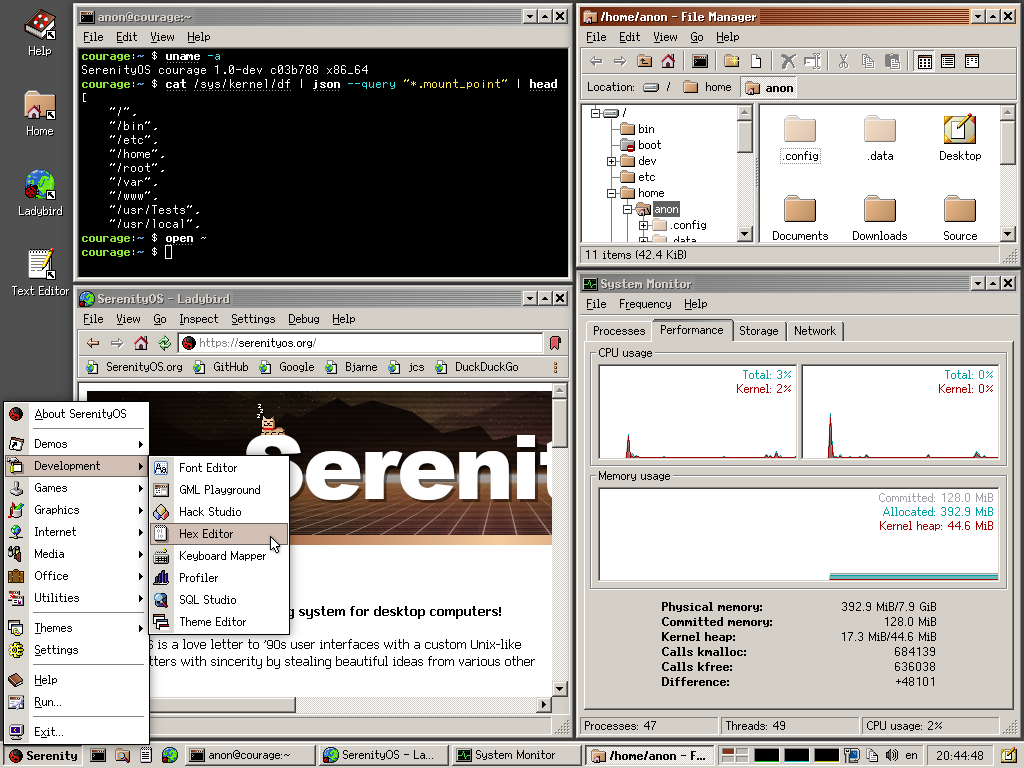 Help
Home
Ladybird
Text Editor
anon@courage:~
File Edit View Help
courage:~ $ uname -a
SerenityOS courage 1.0-dev c03b788 x86_64
courage:~ $ cat /sys/kernel/df | json --query "*.mount_point" | head
[
"/",
"/bin",
"/etc",
"/home",
"/root",
"/var",
"/www",
"/usr/Tests",
"/usr/local",
courage:~ $ open ~
courage:~ $
/home/anon - File Manager
File Edit View Go Help
Location: / home anon
/
bin
boot
dev
etc
home
anon
.config
.data
.config .data Desktop
Documents Downloads Source
11 items (42.4 KiB)
SerenityOS - Ladybird
File View Go Inspect Settings Debug Help
https://serenityos.org/
SerenityOS.org GitHub Google Bjarne jcs DuckDuckGo
z z z
Serenit
g system for desktop computers!
s is a love letter to '90s user interfaces with a custom Unix-like
tters with sincerity by stealing beautiful ideas from various other
System Monitor
File Frequency Help
Processes Performance Storage Network
CPU usage
Total: 3%
Kernel: 2%
Total: 0%
Kernel: 0%
Memory usage
Committed: 128.0 MiB
Allocated: 392.9 MiB
Kernel heap: 44.6 MiB
Physical memory: 392.9 MiB/7.9 GiB
Committed memory: 128.0 MiB
Kernel heap: 17.3 MiB/44.6 MiB
Calls kmalloc: 684139
Calls kfree: 636038
Difference: +48101
Processes: 47 Threads: 49 CPU usage: 2%
About SerenityOS
Demos
Development
Games
Graphics
Internet
Media
Office
Utilities
Themes
Settings
Help
Run...
Exit...
Font Editor
GML Playground
Hack Studio
Hex Editor
Keyboard Mapper
Profiler
SQL Studio
Theme Editor
Serenity anon@courage:~ SerenityOS - La... System Monitor /home/anon - F... en 20:44:48